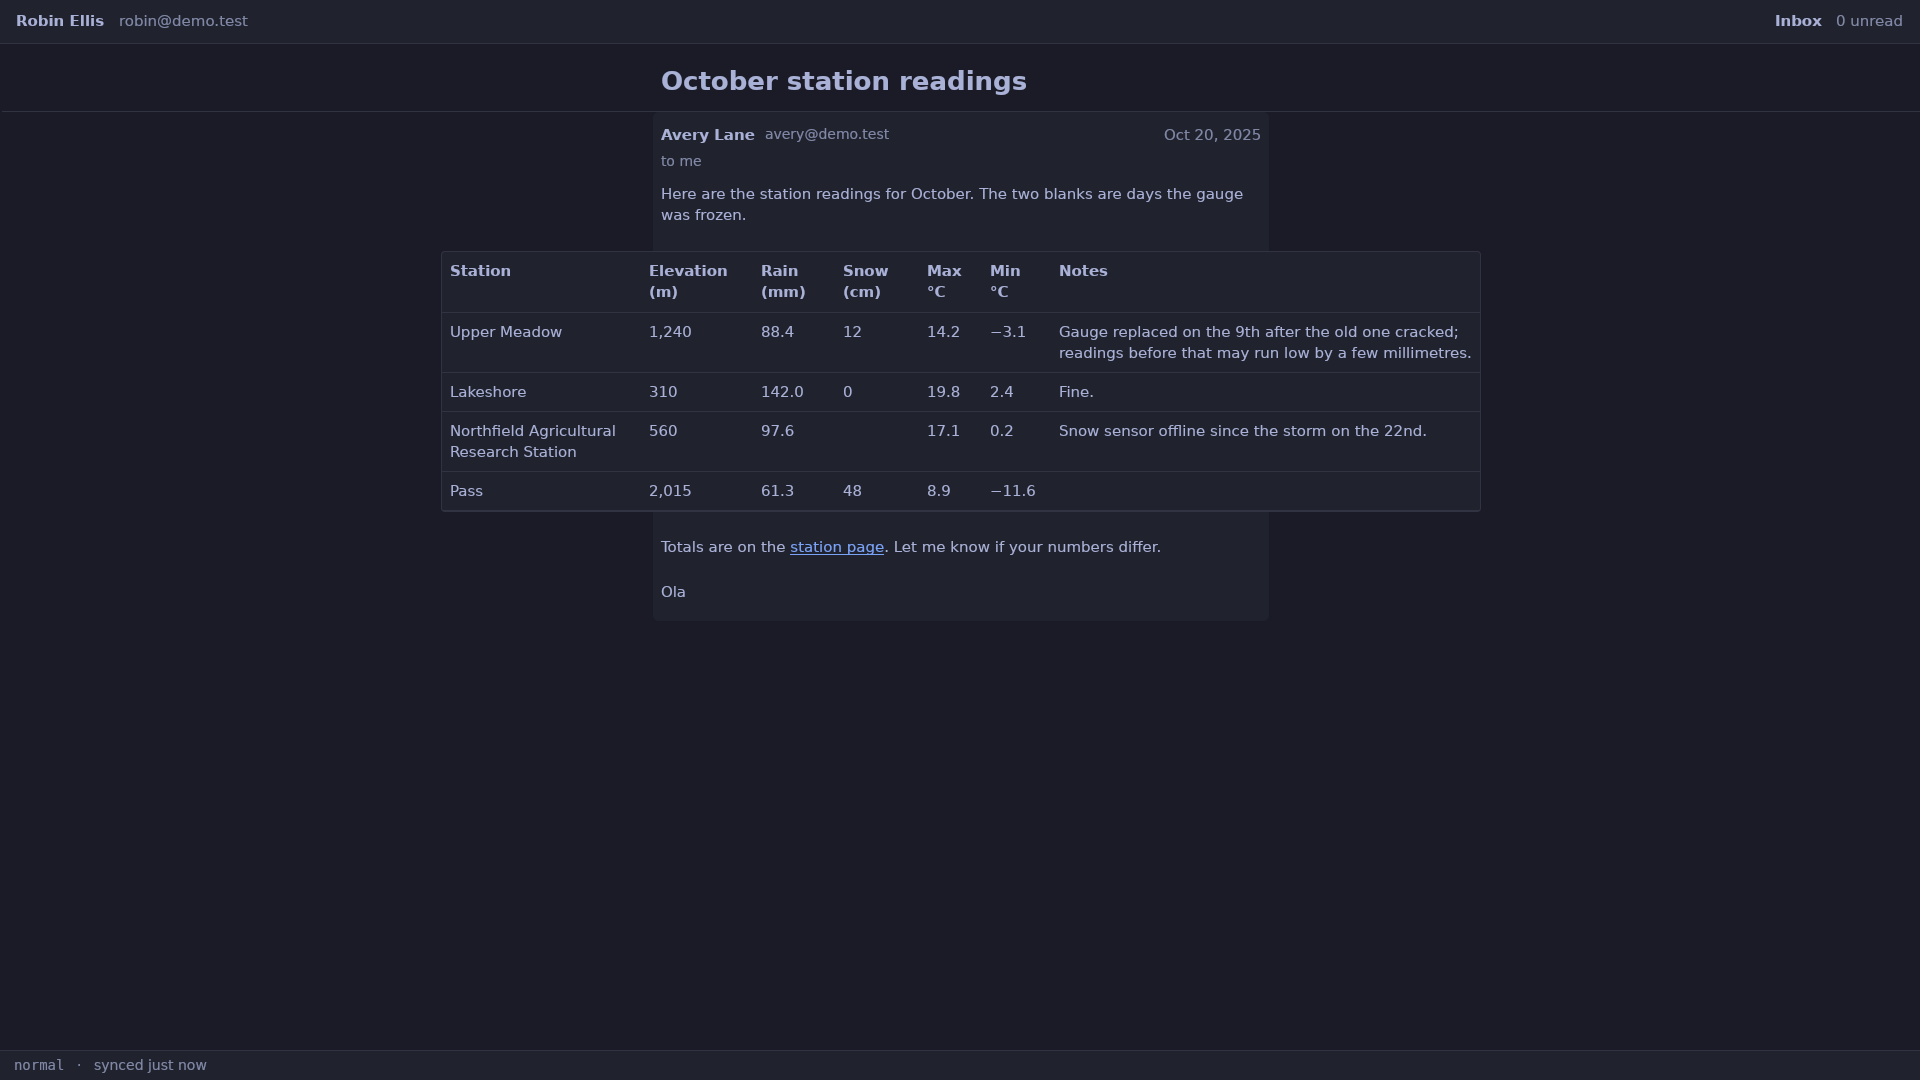 Robin Ellis robin@demo.test Inbox 0 unread
October station readings
Avery Lane avery@demo.test Oct 20, 2025
to me
Here are the station readings for October. The two blanks are days the gauge
was frozen.
Station Elevation (m) Rain (mm) Snow (cm) Max °C Min °C Notes
Upper Meadow 1,240 88.4 12 14.2 −3.1 Gauge replaced on the 9th after the old one cracked;
readings before that may run low by a few millimetres.
Lakeshore 310 142.0 0 19.8 2.4 Fine.
Northfield Agricultural 560 97.6 17.1 0.2 Snow sensor offline since the storm on the 22nd.
Research Station
Pass 2,015 61.3 48 8.9 −11.6
Totals are on the station page. Let me know if your numbers differ.
Ola
normal · synced just now